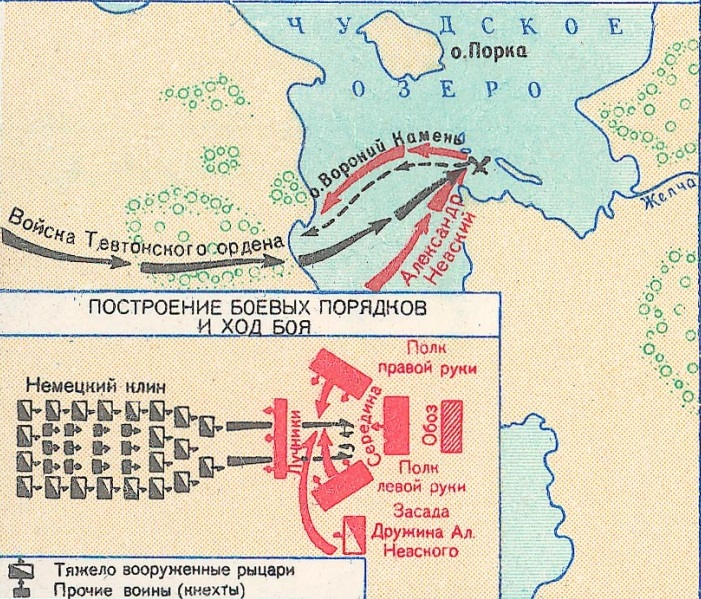 ЧУДСКОЕ
о.Порка
ОЗЕРО
о.Вороний Камень
Желча
Войска Тевтонского ордена
Александр
Невский
ПОСТРОЕНИЕ БОЕВЫХ ПОРЯДКОВ
И ХОД БОЯ
Полк
правой руки
Немецкий клин
Лучники
Середина
Обоз
Полк
левой руки
Засада
Дружина Ал.
Невского
Тяжело вооруженные рыцари
Прочие воины (кнехты)